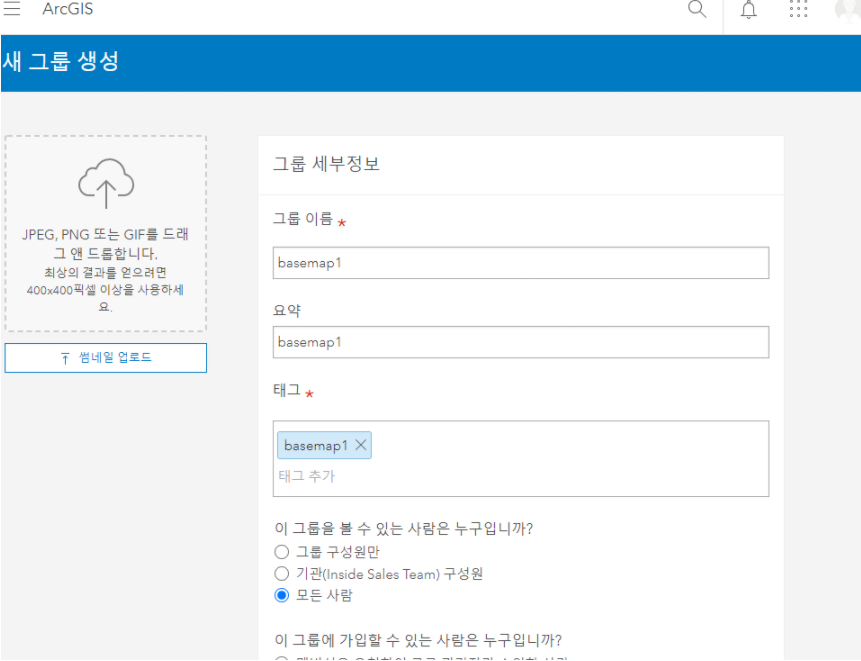 ArcGIS
새 그룹 생성
JPEG, PNG 또는 GIF를 드래
그 앤 드롭합니다.
최상의 결과를 얻으려면
400x400픽셀 이상을 사용하세
요.
썸네일 업로드
그룹 세부정보
그룹 이름 *
basemap1
요약
basemap1
태그 *
basemap1
태그 추가
이 그룹을 볼 수 있는 사람은 누구입니까?
그룹 구성원만
기관(Inside Sales Team) 구성원
모든 사람
이 그룹에 가입할 수 있는 사람은 누구입니까?